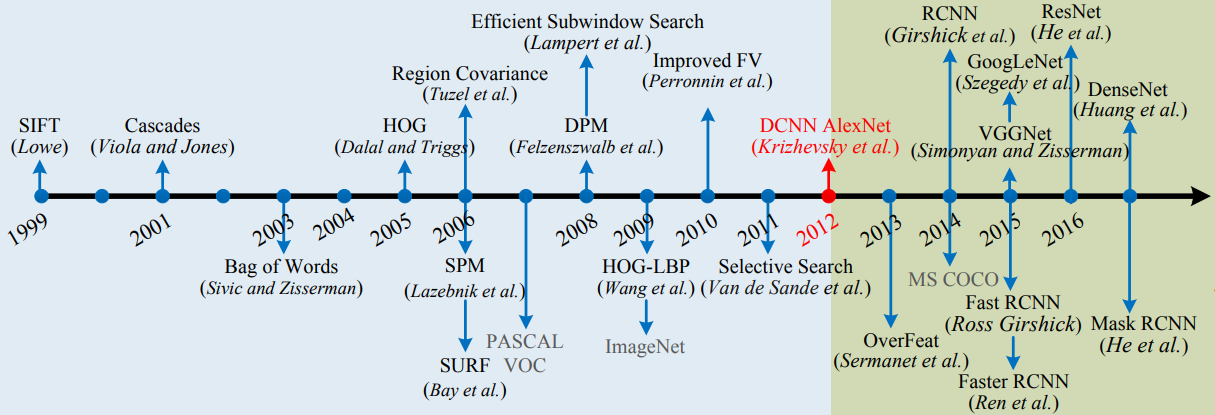 SIFT
(Lowe)
Cascades
(Viola and Jones)
HOG
(Dalal and Triggs)
Region Covariance
(Tuzel et al.)
Efficient Subwindow Search
(Lampert et al.)
DPM
(Felzenszwalb et al.)
Improved FV
(Perronnin et al.)
DCNN AlexNet
(Krizhevsky et al.)
RCNN
(Girshick et al.)
GoogLeNet
(Szegedy et al.)
VGGNet
(Simonyan and Zisserman)
ResNet
(He et al.)
DenseNet
(Huang et al.)
1999
2001
2003
2004
2005
2006
2008
2009
2010
2011
2012
2013
2014
2015
2016
Bag of Words
(Sivic and Zisserman)
SPM
(Lazebnik et al.)
SURF
(Bay et al.)
PASCAL
VOC
HOG-LBP
(Wang et al.)
ImageNet
Selective Search
(Van de Sande et al.)
OverFeat
(Sermanet et al.)
MS COCO
Fast RCNN
(Ross Girshick)
Faster RCNN
(Ren et al.)
Mask RCNN
(He et al.)